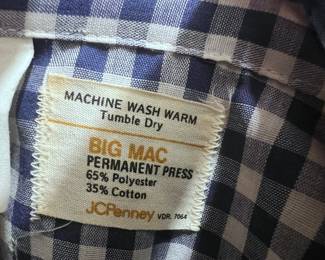 MACHINE WASH WARM
Tumble Dry
BIG MAC
PERMANENT PRESS
65% Polyester
35% Cotton
JCPenney VDR. 7064